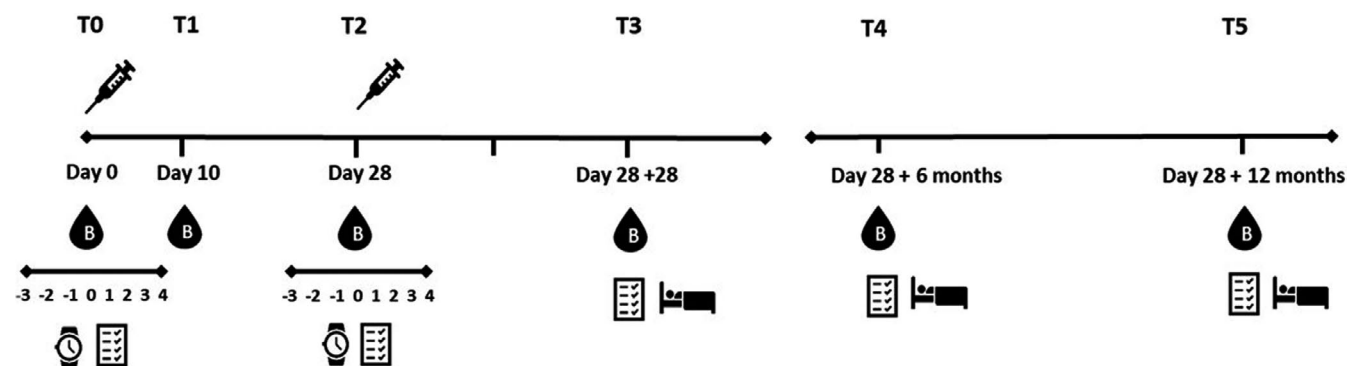 T0 T1 T2 T3 T4 T5
Day 0 Day 10 Day 28 Day 28 +28 Day 28 + 6 months Day 28 + 12 months
B B B B B B
-3 -2 -1 0 1 2 3 4 -3 -2 -1 0 1 2 3 4